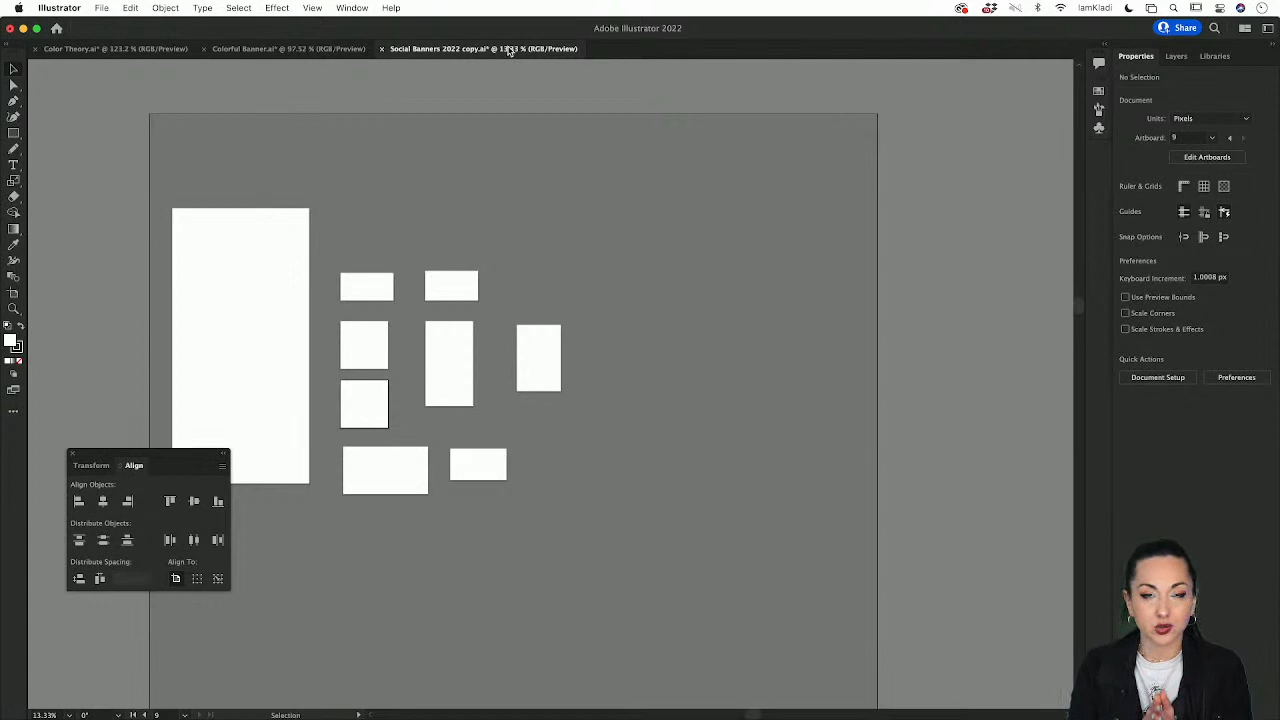 Illustrator File Edit Object Type Select Effect View Window Help IamKladi
Adobe Illustrator 2022 Share
× Color Theory.ai* @ 123.2 % (RGB/Preview) × Colorful Banner.ai* @ 97.52 % (RGB/Preview) × Social Banners 2022 copy.ai* @ 13.33 % (RGB/Preview)
Properties Layers Libraries
No Selection
Document
Units: Pixels
Artboard: 9
Edit Artboards
Ruler & Grids
Guides
Snap Options
Preferences
Keyboard Increment: 1.0008 px
Use Preview Bounds
Scale Corners
Scale Strokes & Effects
Quick Actions
Document Setup Preferences
Transform Align
Align Objects:
Distribute Objects:
Distribute Spacing: Align To:
13.33% 0° 9 Selection